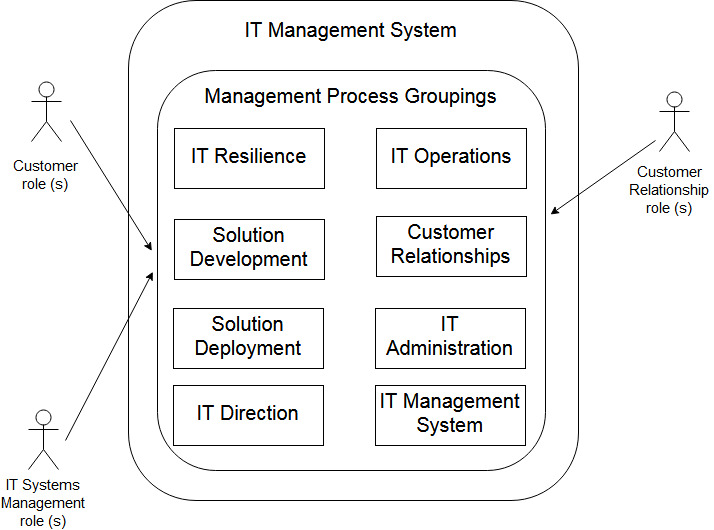 IT Management System
Management Process Groupings
IT Resilience
IT Operations
Solution
Development
Customer
Relationships
Solution
Deployment
IT
Administration
IT Direction
IT Management
System
Customer
role (s)
Customer
Relationship
role (s)
IT Systems
Management
role (s)